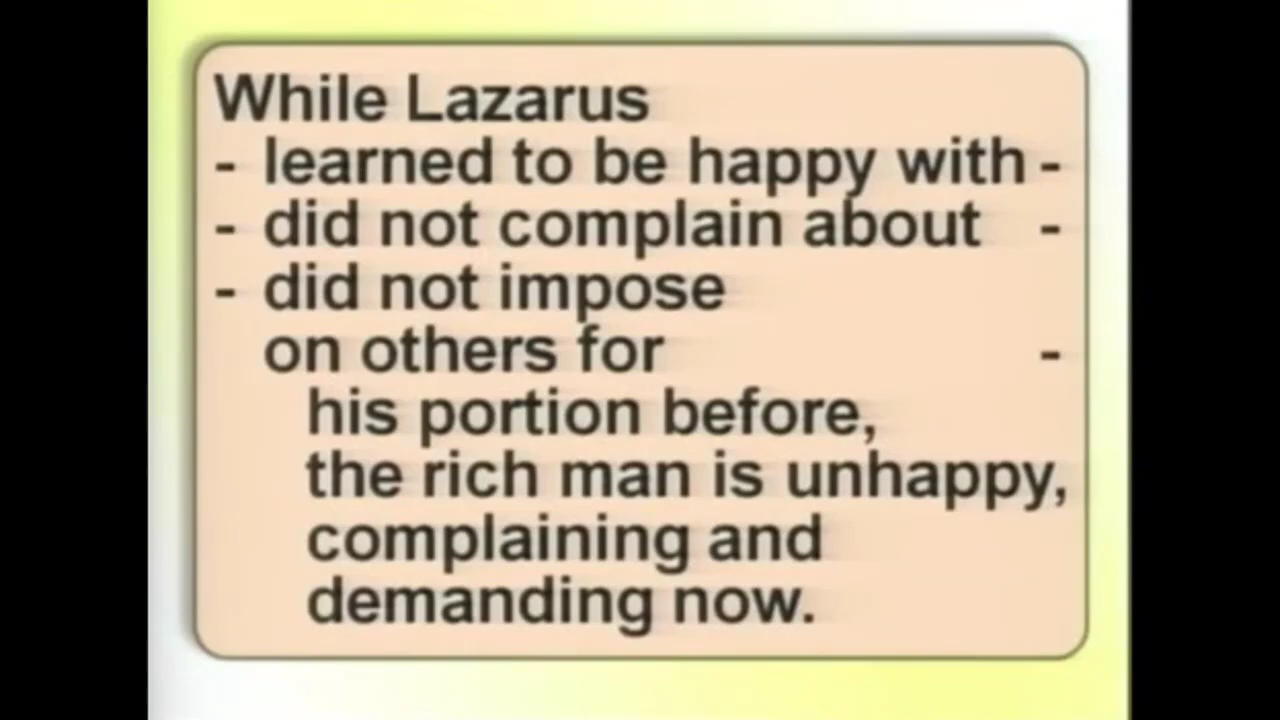 While Lazarus
- learned to be happy with -
- did not complain about -
- did not impose
on others for -
his portion before,
the rich man is unhappy,
complaining and
demanding now.